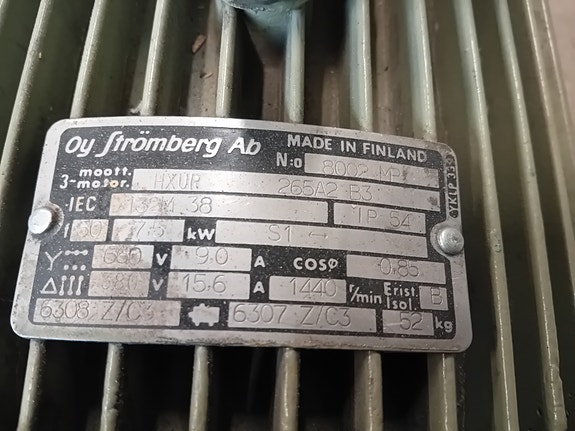 Oy Strömberg Ab MADE IN FINLAND
N:o 8002 MP
moott.
3-motor. HXUR 265A2 B3
IEC 132M 38 IP 54
f 50 7.5 kW S1
Y 660 V 9.0 A cosφ 0.85
Δ 380 V 15.6 A 1440 r/min Erist. Isol. B
6308 Z/C3 6307 Z/C3 52 kg